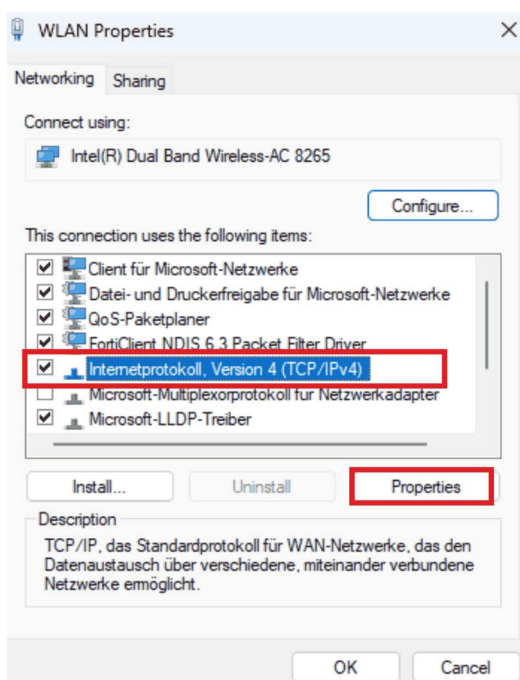 WLAN Properties
Networking Sharing
Connect using:
Intel(R) Dual Band Wireless-AC 8265
Configure...
This connection uses the following items:
Client für Microsoft-Netzwerke
Datei- und Druckerfreigabe für Microsoft-Netzwerke
QoS-Paketplaner
FortiClient NDIS 6.3 Packet Filter Driver
Internetprotokoll, Version 4 (TCP/IPv4)
Microsoft-Multiplexorprotokoll für Netzwerkadapter
Microsoft-LLDP-Treiber
Install... Uninstall Properties
Description
TCP/IP, das Standardprotokoll für WAN-Netzwerke, das den
Datenaustausch über verschiedene, miteinander verbundene
Netzwerke ermöglicht.
OK Cancel